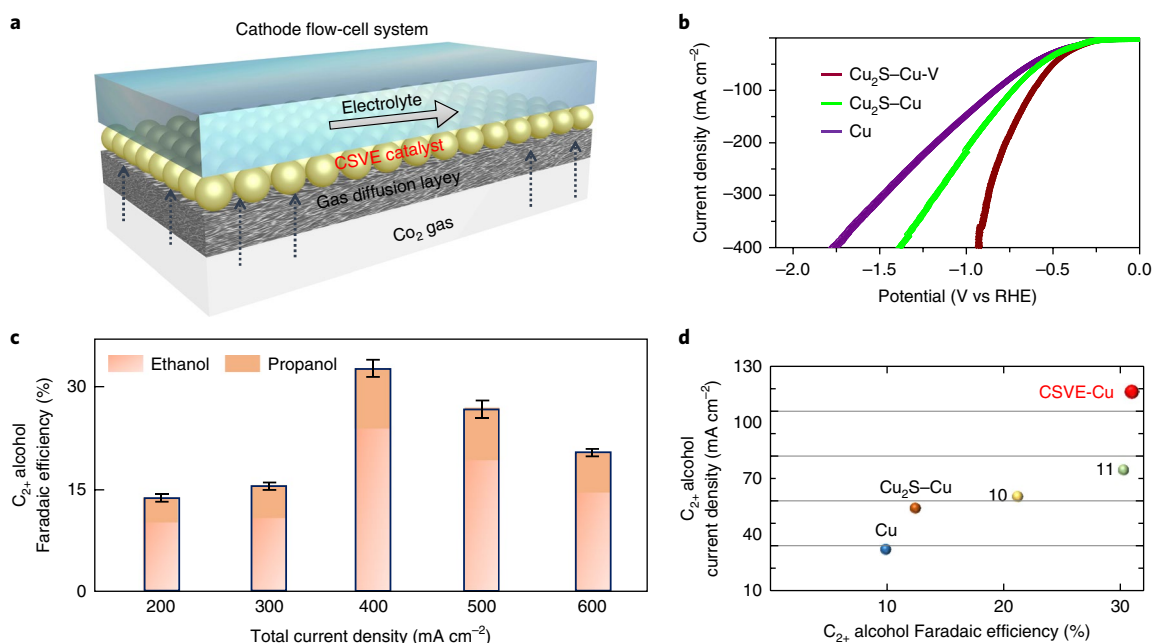 a
Cathode flow-cell system
Electrolyte
CSVE catalyst
Gas diffusion layey
Co₂ gas
b
Current density (mA cm⁻²)
−100
−200
−300
−400
Cu₂S–Cu-V
Cu₂S–Cu
Cu
−2.0 −1.5 −1.0 −0.5 0.0
Potential (V vs RHE)
c
C₂₊ alcohol
Faradaic efficiency (%)
30
15
0
Ethanol Propanol
200 300 400 500 600
Total current density (mA cm⁻²)
d
C₂₊ alcohol
current density (mA cm⁻²)
130
100
70
40
10
CSVE-Cu
11
10
Cu₂S–Cu
Cu
10 20 30
C₂₊ alcohol Faradaic efficiency (%)